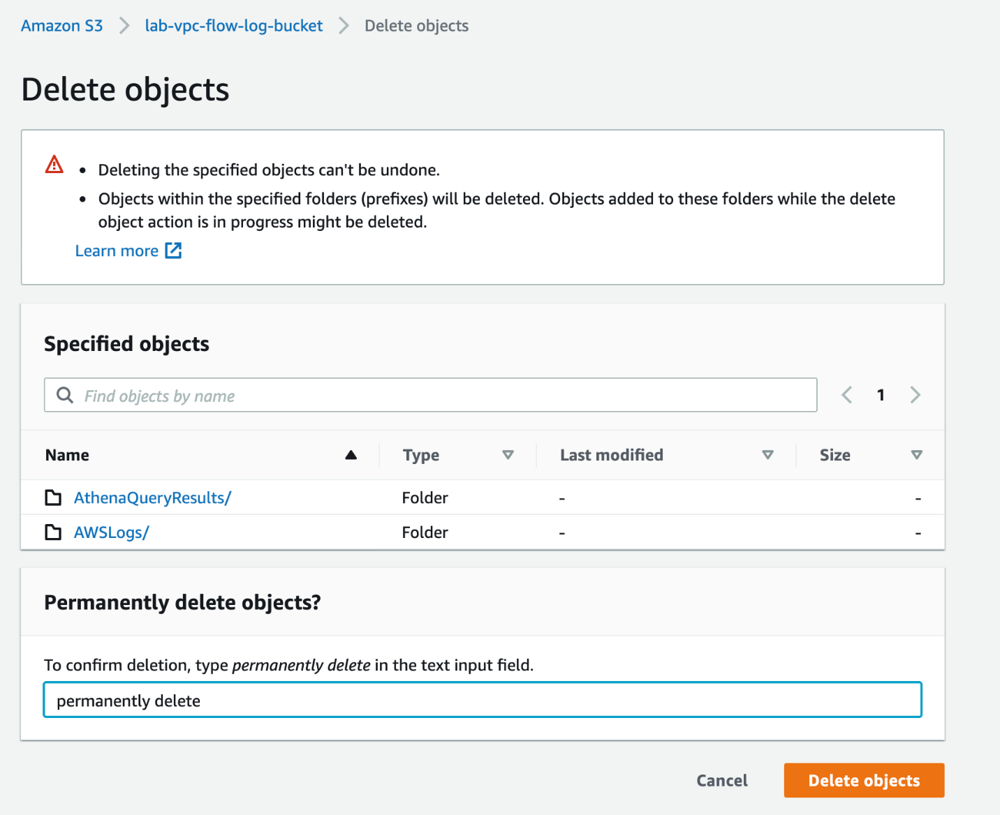 Amazon S3 > lab-vpc-flow-log-bucket > Delete objects
Delete objects
• Deleting the specified objects can't be undone.
• Objects within the specified folders (prefixes) will be deleted. Objects added to these folders while the delete
object action is in progress might be deleted.
Learn more
Specified objects
Find objects by name
1
Name Type Last modified Size
AthenaQueryResults/ Folder - -
AWSLogs/ Folder - -
Permanently delete objects?
To confirm deletion, type permanently delete in the text input field.
permanently delete
Cancel Delete objects